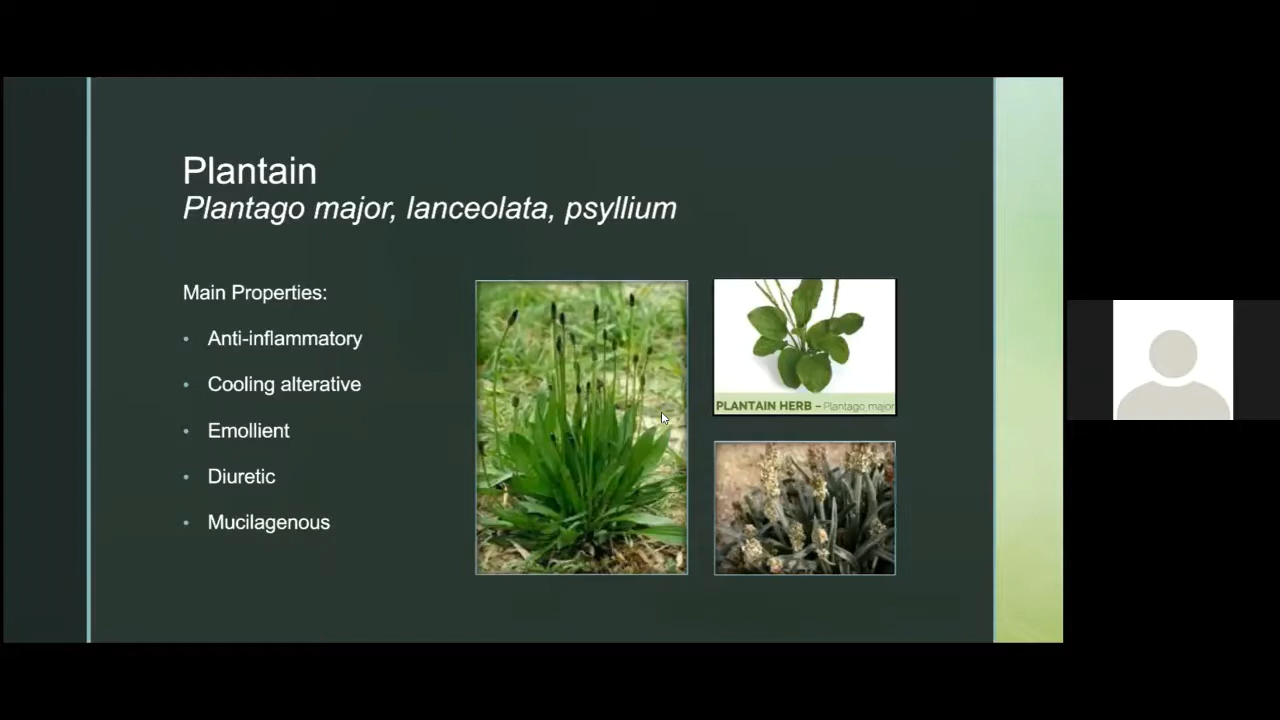 Plantain
Plantago major, lanceolata, psyllium
Main Properties:
• Anti-inflammatory
• Cooling alterative
• Emollient
• Diuretic
• Mucilagenous
PLANTAIN HERB – Plantago major